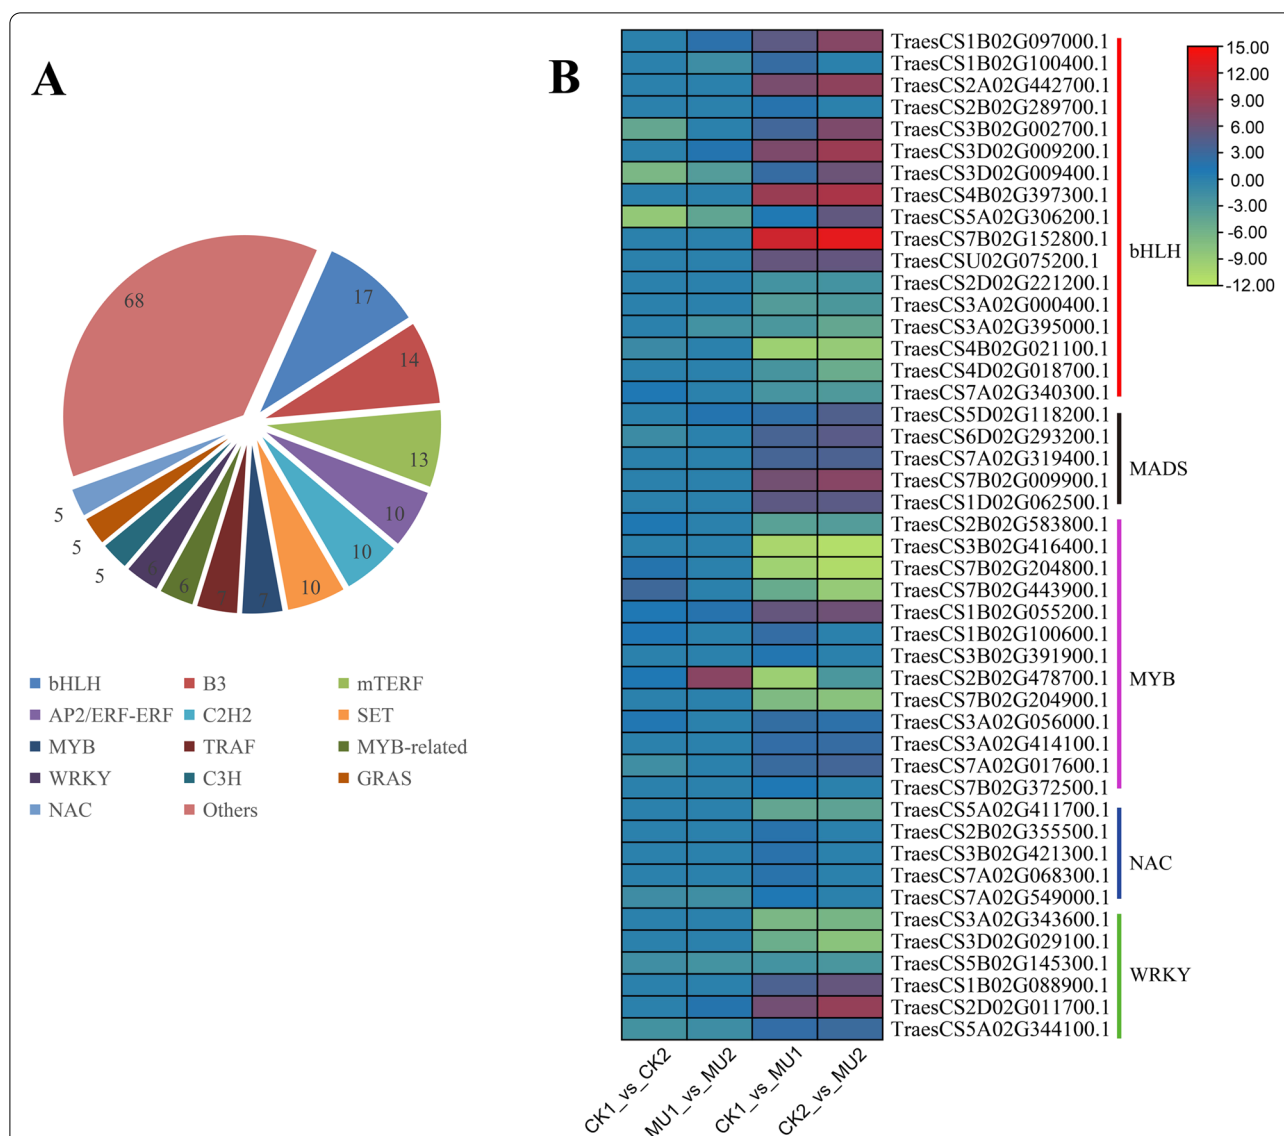 A
68
17
14
13
10
10
10
7
7
6
5
5
5
bHLH
B3
mTERF
AP2/ERF-ERF
C2H2
SET
MYB
TRAF
MYB-related
WRKY
C3H
GRAS
NAC
Others
B
TraesCS1B02G097000.1
TraesCS1B02G100400.1
TraesCS2A02G442700.1
TraesCS2B02G289700.1
TraesCS3B02G002700.1
TraesCS3D02G009200.1
TraesCS3D02G009400.1
TraesCS4B02G397300.1
TraesCS5A02G306200.1
TraesCS7B02G152800.1
TraesCSU02G075200.1
TraesCS2D02G221200.1
TraesCS3A02G000400.1
TraesCS3A02G395000.1
TraesCS4B02G021100.1
TraesCS4D02G018700.1
TraesCS7A02G340300.1
TraesCS5D02G118200.1
TraesCS6D02G293200.1
TraesCS7A02G319400.1
TraesCS7B02G009900.1
TraesCS1D02G062500.1
TraesCS2B02G583800.1
TraesCS3B02G416400.1
TraesCS7B02G204800.1
TraesCS7B02G443900.1
TraesCS1B02G055200.1
TraesCS1B02G100600.1
TraesCS3B02G391900.1
TraesCS2B02G478700.1
TraesCS7B02G204900.1
TraesCS3A02G056000.1
TraesCS3A02G414100.1
TraesCS7A02G017600.1
TraesCS7B02G372500.1
TraesCS5A02G411700.1
TraesCS2B02G355500.1
TraesCS3B02G421300.1
TraesCS7A02G068300.1
TraesCS7A02G549000.1
TraesCS3A02G343600.1
TraesCS3D02G029100.1
TraesCS5B02G145300.1
TraesCS1B02G088900.1
TraesCS2D02G011700.1
TraesCS5A02G344100.1
bHLH
MADS
MYB
NAC
WRKY
15.00
12.00
9.00
6.00
3.00
0.00
-3.00
-6.00
-9.00
-12.00
CK1_vs_CK2
MU1_vs_MU2
CK1_vs_MU1
CK2_vs_MU2